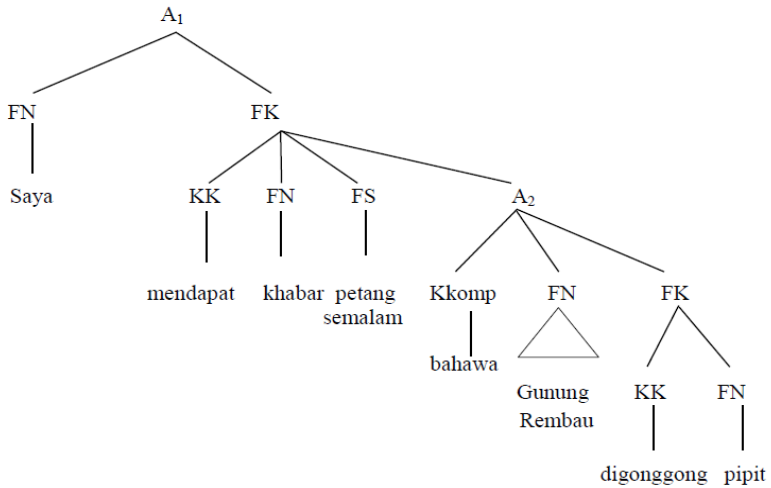 A₁
FN FK
Saya KK FN FS A₂
mendapat khabar petang semalam Kkomp FN FK
bahawa
Gunung Rembau KK FN
digonggong pipit